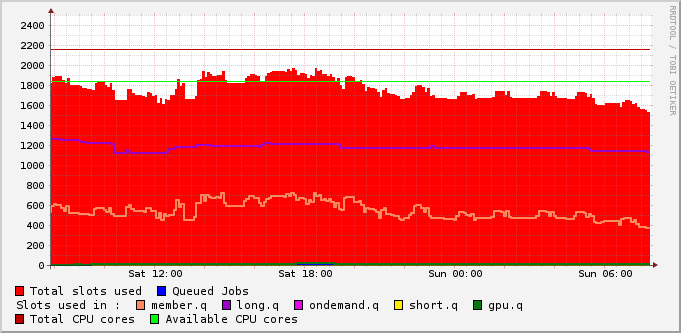 RRDTOOL / TOBI OETIKER
2400
2200
2000
1800
1600
1400
1200
1000
800
600
400
200
0
Sat 12:00 Sat 18:00 Sun 00:00 Sun 06:00
Total slots used Queued Jobs
Slots used in : member.q long.q ondemand.q short.q gpu.q
Total CPU cores Available CPU cores